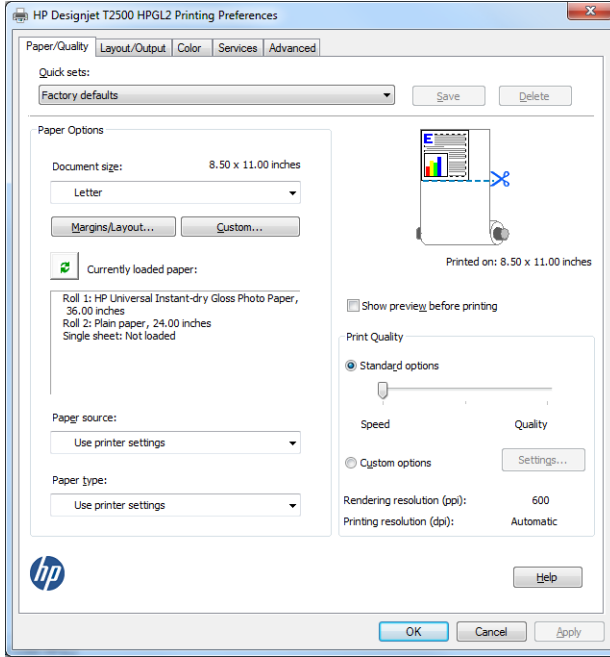 HP Designjet T2500 HPGL2 Printing Preferences
Paper/Quality Layout/Output Color Services Advanced
Quick sets:
Factory defaults
Save
Delete
Paper Options
Document size:
8.50 x 11.00 inches
Letter
Margins/Layout...
Custom...
Currently loaded paper:
Roll 1: HP Universal Instant-dry Gloss Photo Paper,
36.00 inches
Roll 2: Plain paper, 24.00 inches
Single sheet: Not loaded
Paper source:
Use printer settings
Paper type:
Use printer settings
E
Printed on: 8.50 x 11.00 inches
Show preview before printing
Print Quality
Standard options
Speed
Quality
Custom options
Settings...
Rendering resolution (ppi):
600
Printing resolution (dpi):
Automatic
hp
Help
OK
Cancel
Apply